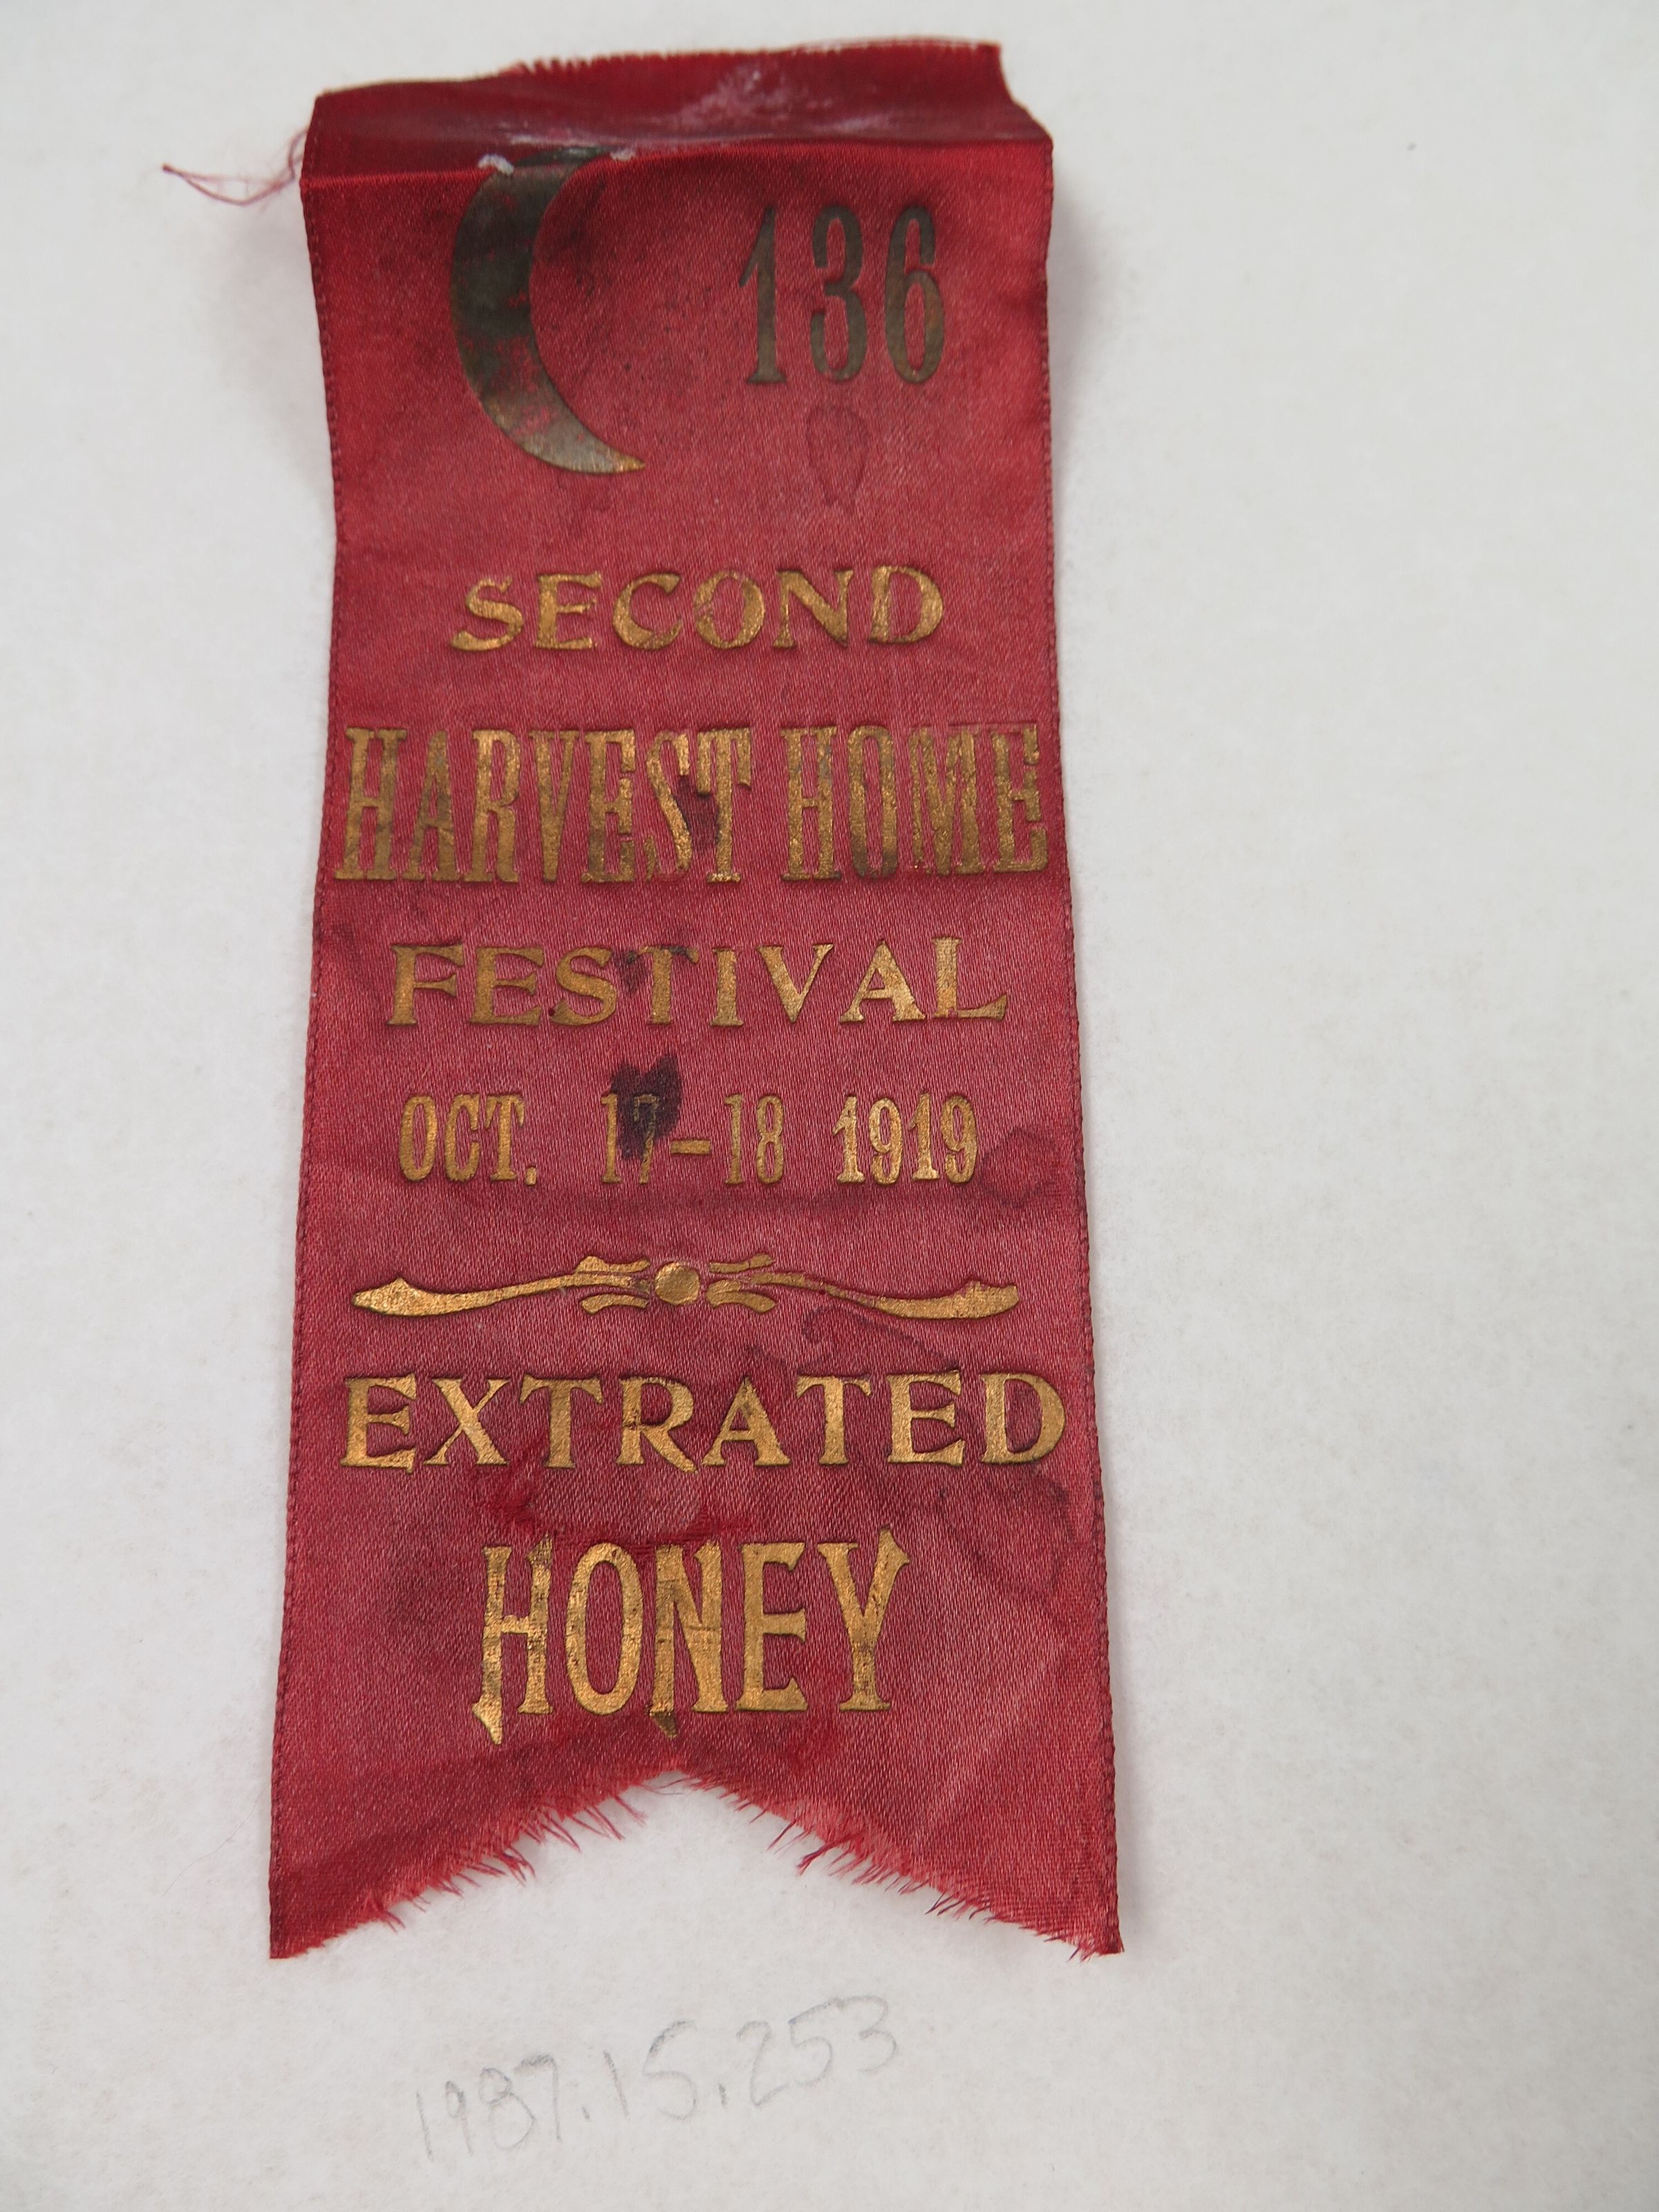 136
SECOND
HARVEST HOME
FESTIVAL
OCT. 17-18 1919
EXTRATED
HONEY
1987.15.253